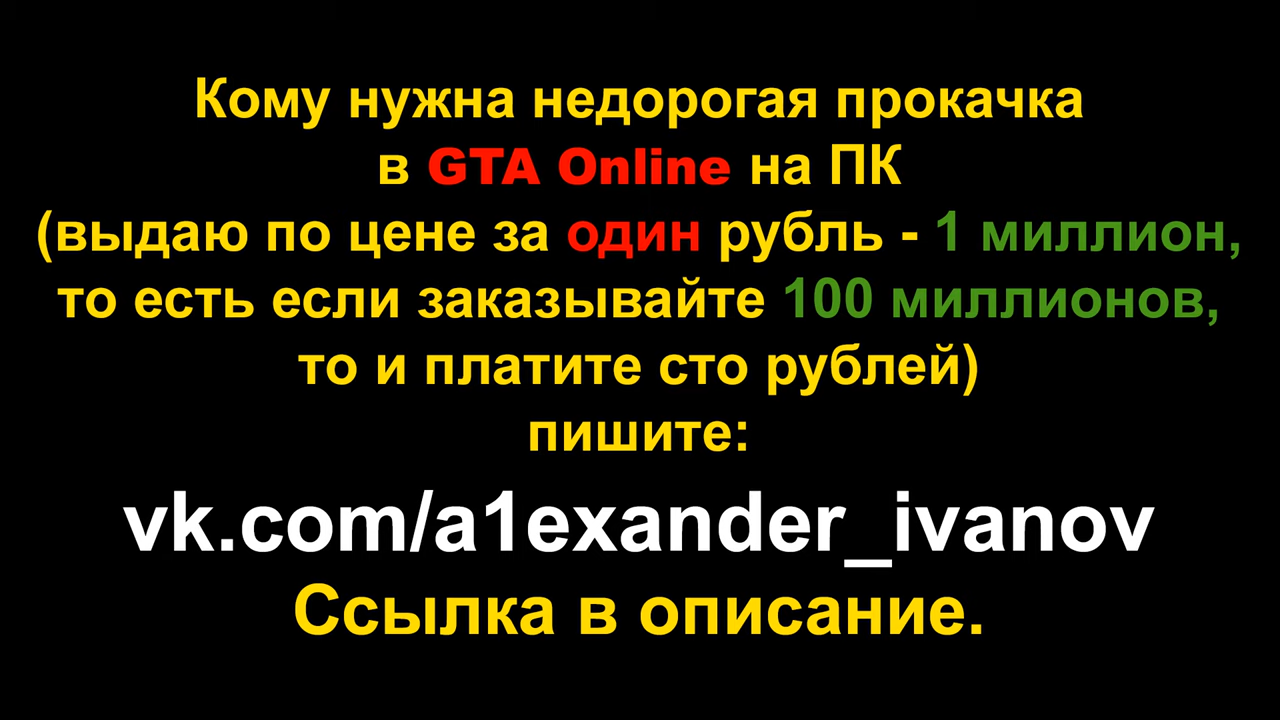 Кому нужна недорогая прокачка
в GTA Online на ПК
(выдаю по цене за один рубль - 1 миллион,
то есть если заказывайте 100 миллионов,
то и платите сто рублей)
пишите:
vk.com/a1exander_ivanov
Ссылка в описание.